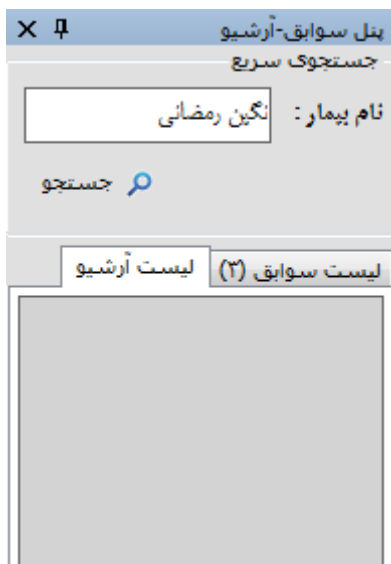 پنل سوابق-آرشیو
جستجوی سریع
نام بیمار : نگین رمضانی
جستجو
لیست سوابق (۳) لیست آرشیو